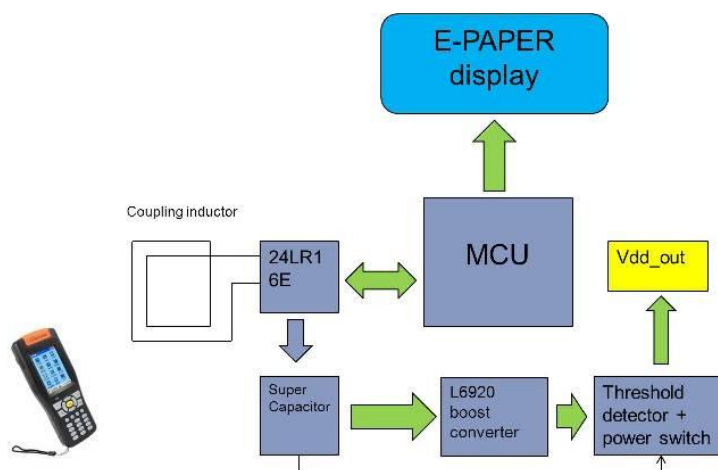 E-PAPER
display
Coupling inductor
24LR1
6E
MCU
Vdd_out
Super
Capacitor
L6920
boost
converter
Threshold
detector +
power switch